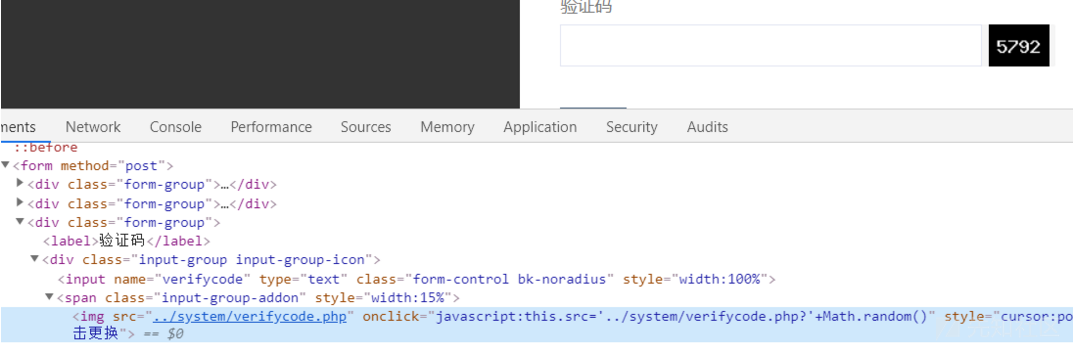 验证码
5792
ments Network Console Performance Sources Memory Application Security Audits
::before
▼<form method="post">
▶<div class="form-group">…</div>
▶<div class="form-group">…</div>
▼<div class="form-group">
<label>验证码</label>
▼<div class="input-group input-group-icon">
<input name="verifycode" type="text" class="form-control bk-noradius" style="width:100%">
▼<span class="input-group-addon" style="width:15%">
<img src="../system/verifycode.php" onclick="javascript:this.src='../system/verifycode.php?'+Math.random()" style="cursor:po
击更换"> == $0